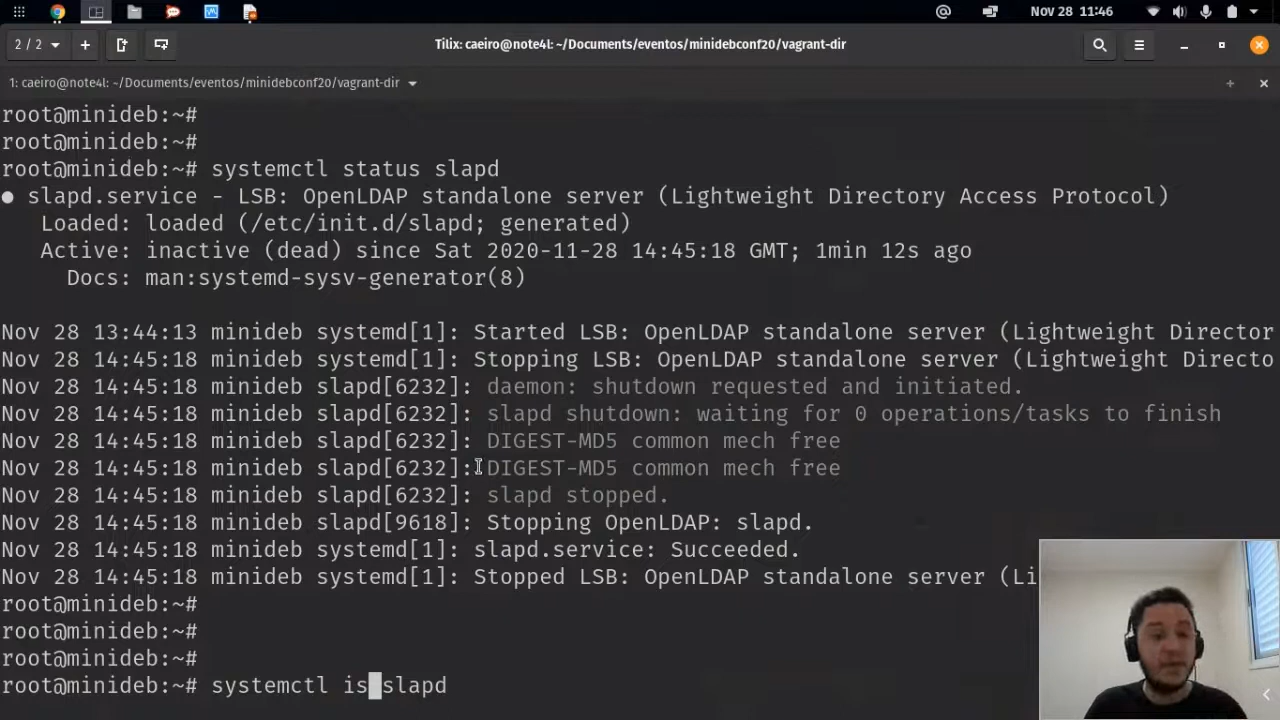 Nov 28 11:46
2 / 2
Tilix: caeiro@note4l: ~/Documents/eventos/minidebconf20/vagrant-dir
1: caeiro@note4l: ~/Documents/eventos/minidebconf20/vagrant-dir
root@minideb:~#
root@minideb:~#
root@minideb:~# systemctl status slapd
● slapd.service - LSB: OpenLDAP standalone server (Lightweight Directory Access Protocol)
Loaded: loaded (/etc/init.d/slapd; generated)
Active: inactive (dead) since Sat 2020-11-28 14:45:18 GMT; 1min 12s ago
Docs: man:systemd-sysv-generator(8)
Nov 28 13:44:13 minideb systemd[1]: Started LSB: OpenLDAP standalone server (Lightweight Director
Nov 28 14:45:18 minideb systemd[1]: Stopping LSB: OpenLDAP standalone server (Lightweight Directo
Nov 28 14:45:18 minideb slapd[6232]: daemon: shutdown requested and initiated.
Nov 28 14:45:18 minideb slapd[6232]: slapd shutdown: waiting for 0 operations/tasks to finish
Nov 28 14:45:18 minideb slapd[6232]: DIGEST-MD5 common mech free
Nov 28 14:45:18 minideb slapd[6232]: DIGEST-MD5 common mech free
Nov 28 14:45:18 minideb slapd[6232]: slapd stopped.
Nov 28 14:45:18 minideb slapd[9618]: Stopping OpenLDAP: slapd.
Nov 28 14:45:18 minideb systemd[1]: slapd.service: Succeeded.
Nov 28 14:45:18 minideb systemd[1]: Stopped LSB: OpenLDAP standalone server (Li
root@minideb:~#
root@minideb:~#
root@minideb:~#
root@minideb:~# systemctl is slapd